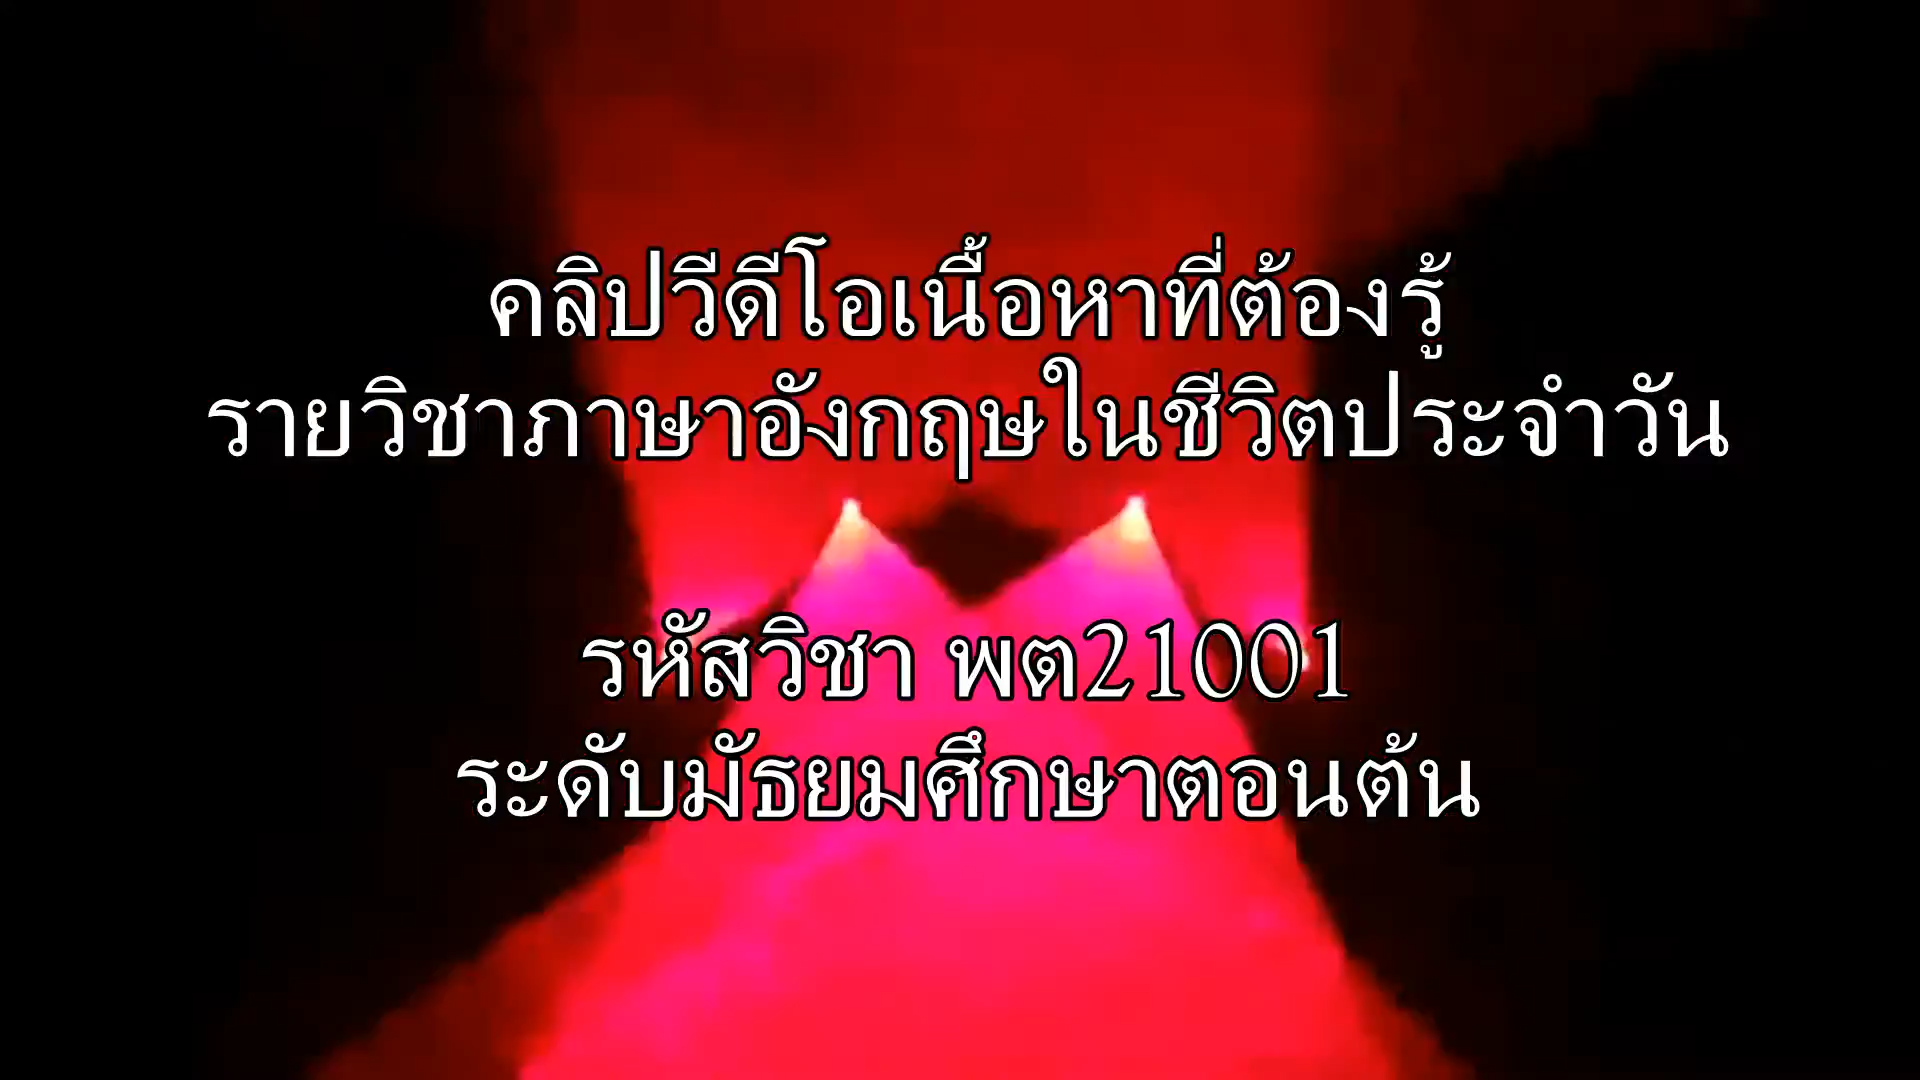 คลิปวีดีโอเนื้อหาที่ต้องรู้
รายวิชาภาษาอังกฤษในชีวิตประจำวัน
รหัสวิชา พต21001
ระดับมัธยมศึกษาตอนต้น